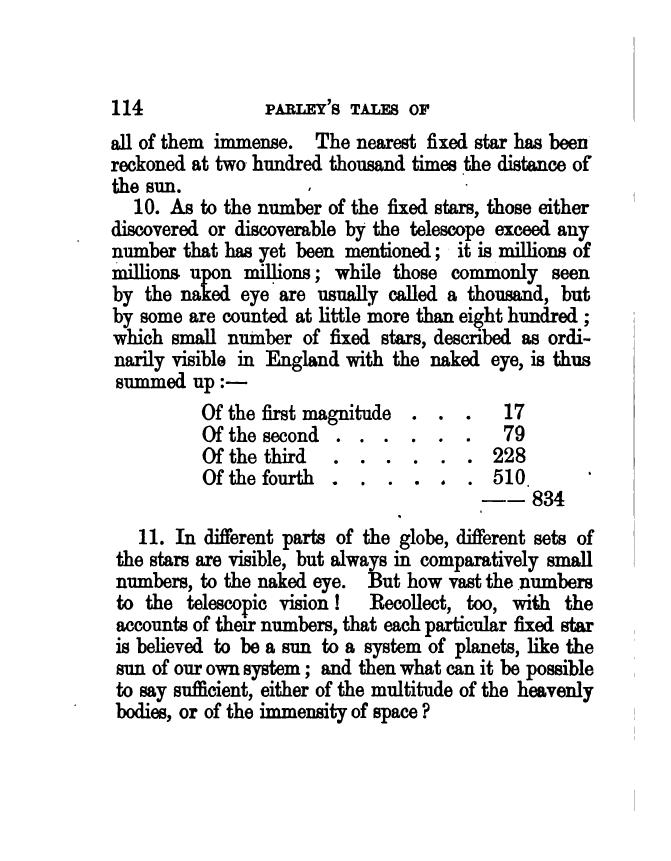 114 PARLEY'S TALES OF
all of them immense. The nearest fixed star has been
reckoned at two hundred thousand times the distance of
the sun.
10. As to the number of the fixed stars, those either
discovered or discoverable by the telescope exceed any
number that has yet been mentioned; it is millions of
millions upon millions; while those commonly seen
by the naked eye are usually called a thousand, but
by some are counted at little more than eight hundred;
which small number of fixed stars, described as ordi-
narily visible in England with the naked eye, is thus
summed up:—
Of the first magnitude . . . 17
Of the second . . . . . . 79
Of the third . . . . . . 228
Of the fourth . . . . . . 510
—— 834
11. In different parts of the globe, different sets of
the stars are visible, but always in comparatively small
numbers, to the naked eye. But how vast the numbers
to the telescopic vision! Recollect, too, with the
accounts of their numbers, that each particular fixed star
is believed to be a sun to a system of planets, like the
sun of our own system; and then what can it be possible
to say sufficient, either of the multitude of the heavenly
bodies, or of the immensity of space?